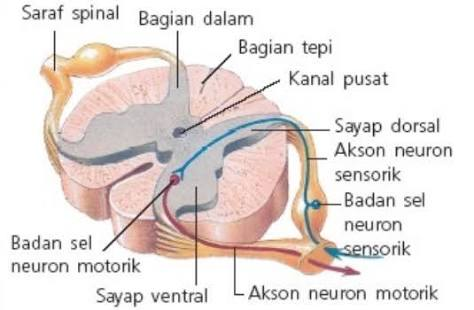 Saraf spinal
Bagian dalam
Bagian tepi
Kanal pusat
Sayap dorsal
Akson neuron
sensorik
Badan sel
neuron
sensorik
Badan sel
neuron motorik
Sayap ventral
Akson neuron motorik